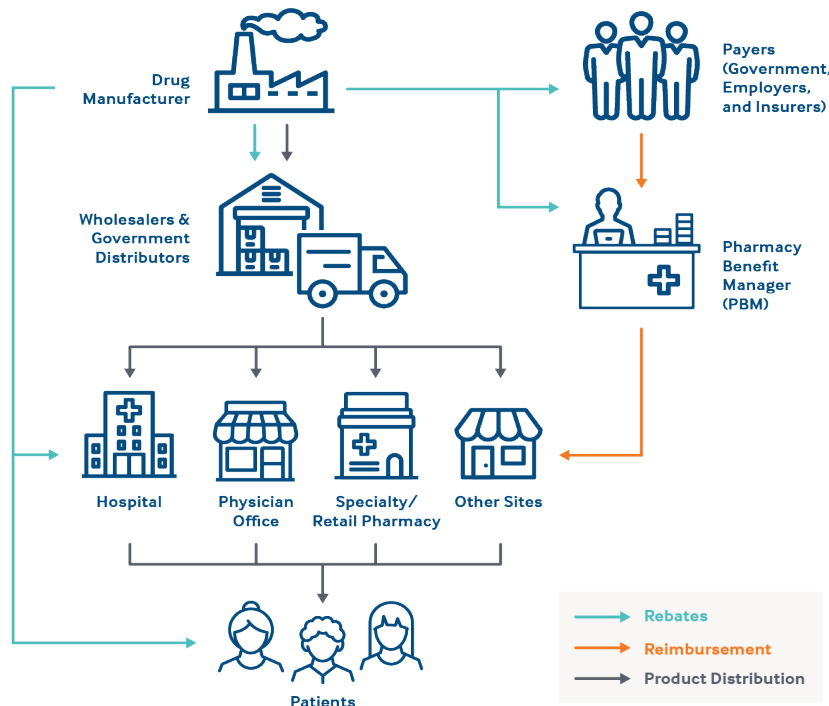 Drug
Manufacturer
Payers
(Government,
Employers,
and Insurers)
Wholesalers &
Government
Distributors
Pharmacy
Benefit
Manager
(PBM)
Hospital
Physician
Office
Specialty/
Retail Pharmacy
Other Sites
Patients
Rebates
Reimbursement
Product Distribution